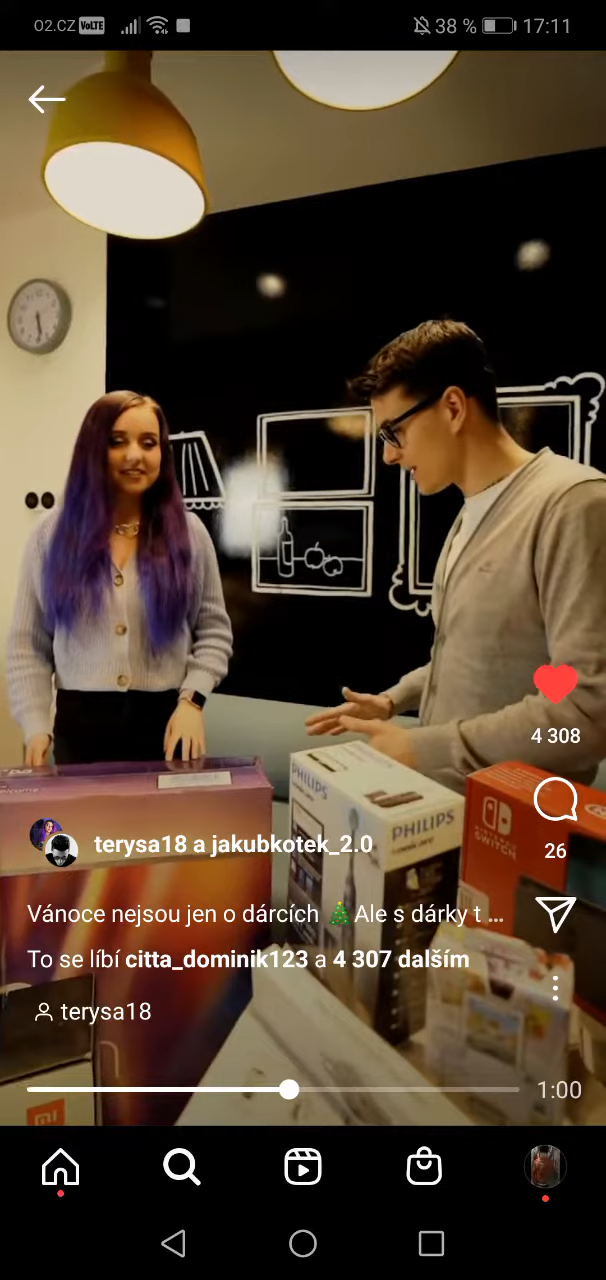 O2.CZ VoLTE 38 % 17:11
PHILIPS
PHILIPS
NINTENDO
SWITCH
4 308
26
terysa18 a jakubkotek_2.0
Vánoce nejsou jen o dárcích 🎄Ale s dárky t ...
To se líbí citta_dominik123 a 4 307 dalším
terysa18
1:00
mi